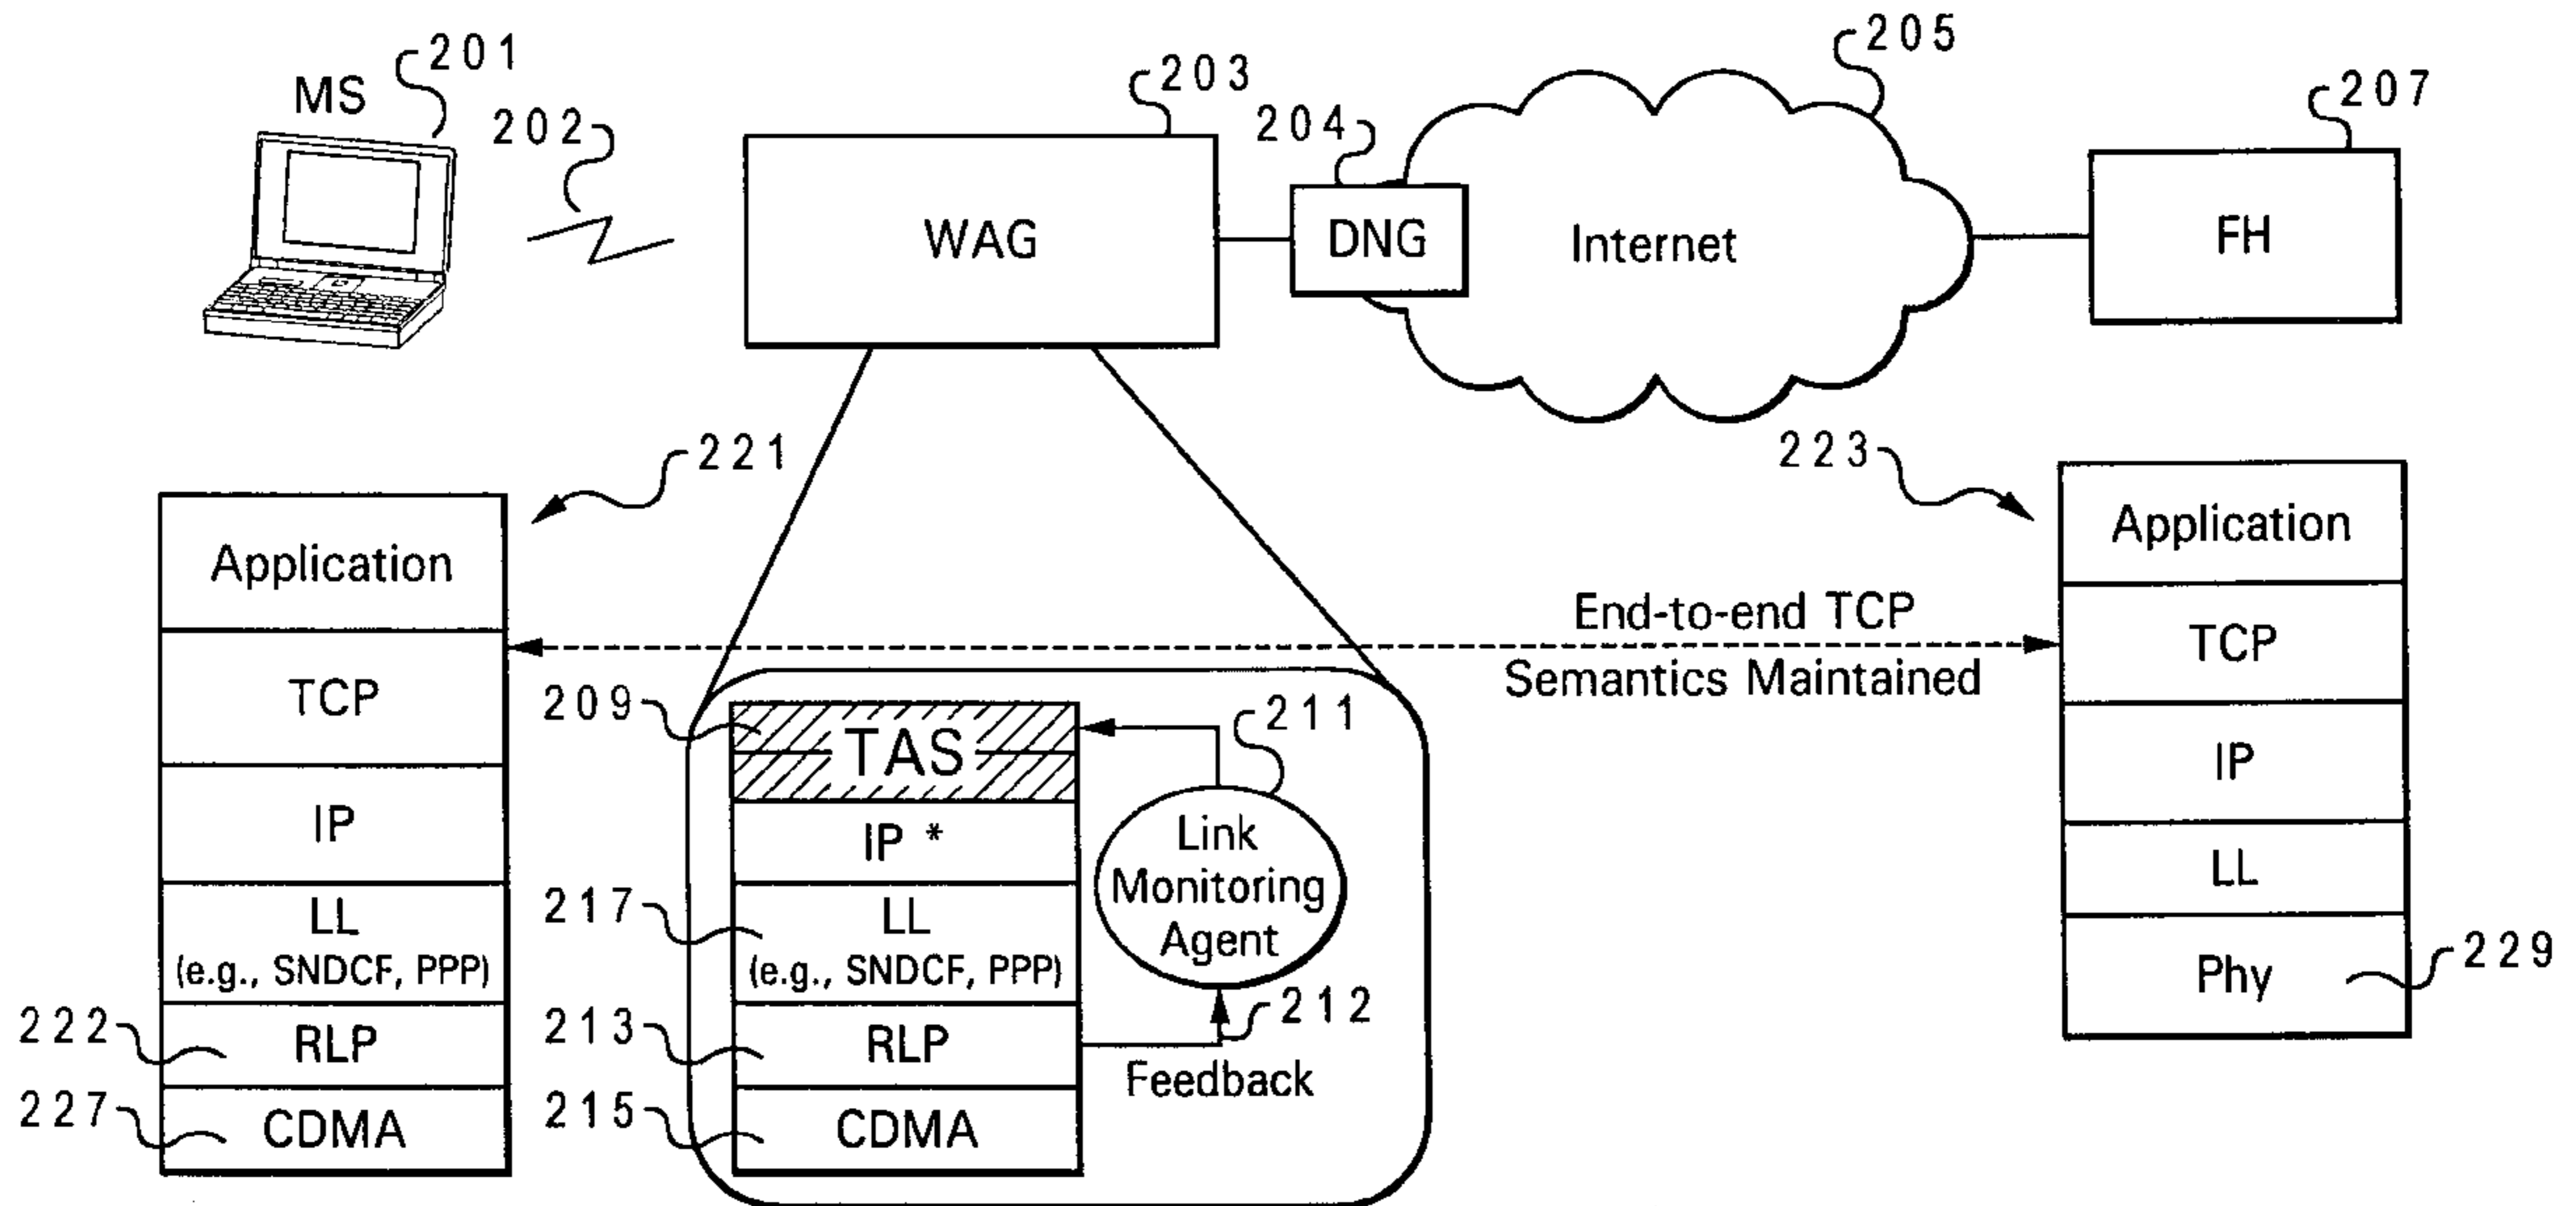 MS
201
202
203
WAG
204
DNG
205
Internet
207
FH
221
Application
TCP
IP
LL
(e.g., SNDCF, PPP)
222
RLP
227
CDMA
End-to-end TCP
Semantics Maintained
209
TAS
IP *
217
LL
(e.g., SNDCF, PPP)
213
RLP
215
CDMA
211
Link
Monitoring
Agent
212
Feedback
223
Application
TCP
IP
LL
Phy
229